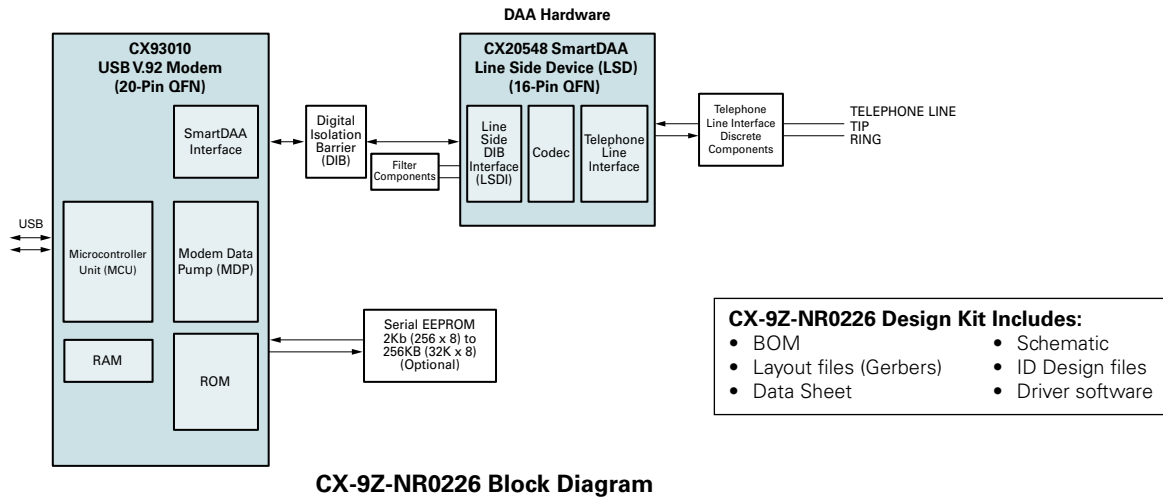 DAA Hardware
CX93010
USB V.92 Modem
(20-Pin QFN)
SmartDAA
Interface
Microcontroller
Unit (MCU)
Modem Data
Pump (MDP)
RAM
ROM
USB
Digital
Isolation
Barrier
(DIB)
Filter
Components
CX20548 SmartDAA
Line Side Device (LSD)
(16-Pin QFN)
Line
Side
DIB
Interface
(LSDI)
Codec
Telephone
Line
Interface
Telephone
Line Interface
Discrete
Components
TELEPHONE LINE
TIP
RING
Serial EEPROM
2Kb (256 x 8) to
256KB (32K x 8)
(Optional)
CX-9Z-NR0226 Design Kit Includes:
• BOM
• Layout files (Gerbers)
• Data Sheet
• Schematic
• ID Design files
• Driver software
CX-9Z-NR0226 Block Diagram